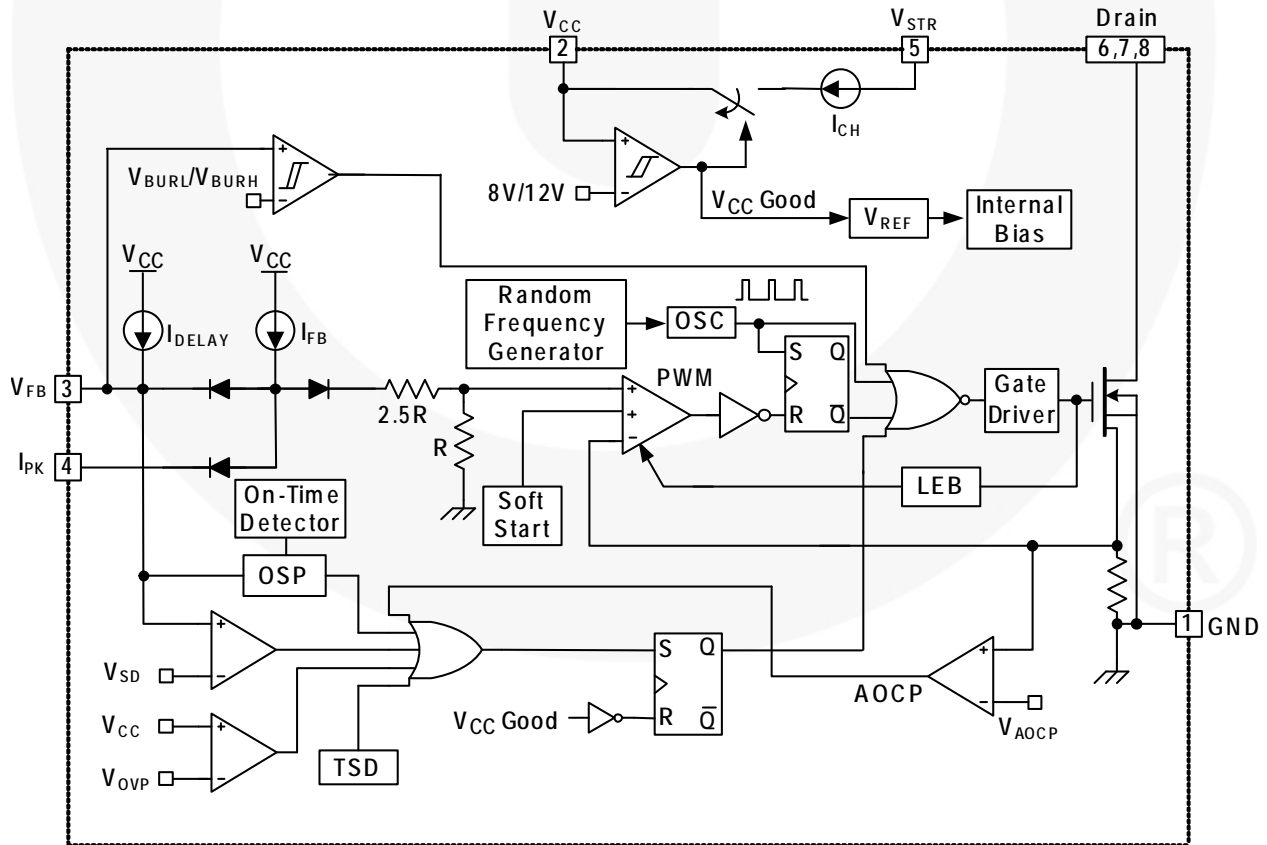 VCC
VSTR
Drain
2
5
6,7,8
ICH
+
-
VBURL/VBURH
+
-
8V/12V
VCC Good
VREF
Internal
Bias
VCC
VCC
IDELAY
IFB
Random
Frequency
Generator
OSC
S Q
R Q̅
VFB 3
2.5R
R
+
+
-
PWM
Gate
Driver
IPK 4
LEB
Soft
Start
On-Time
Detector
OSP
1 GND
+
-
VSD
S Q
R Q̅
VCC Good
+
-
AOCP
VAOCP
VCC
VOVP
+
-
TSD
®